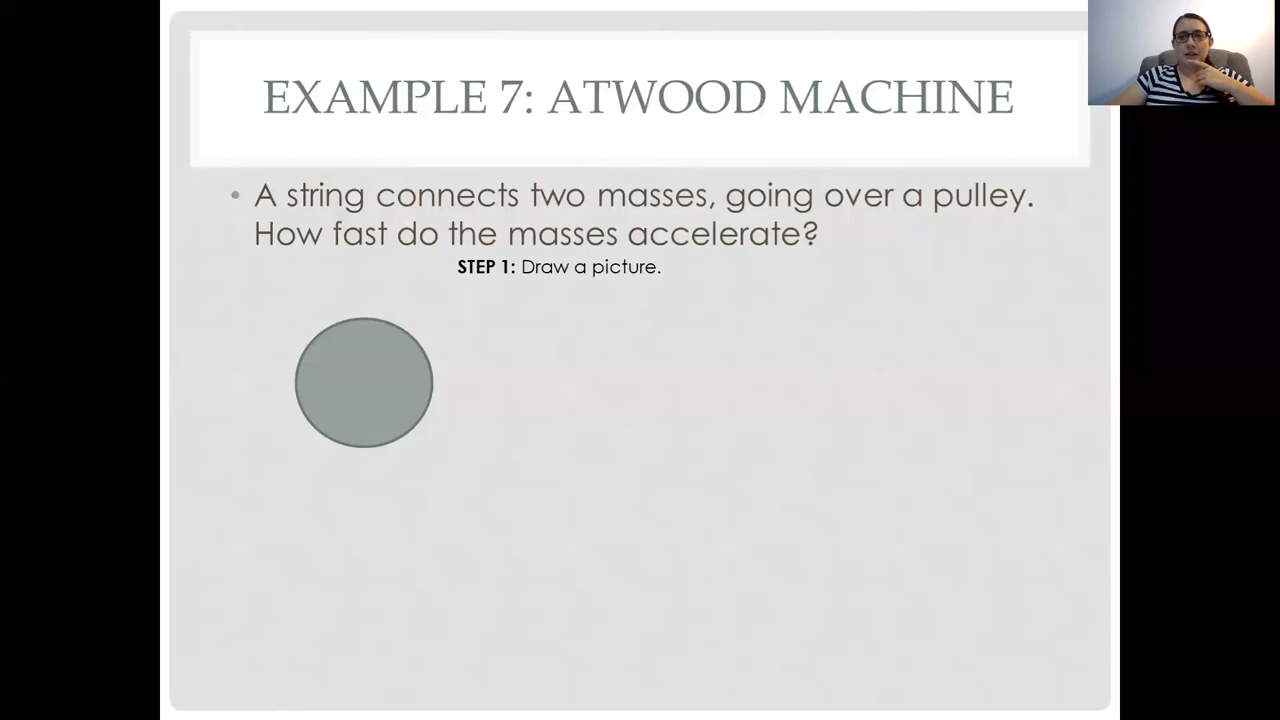 EXAMPLE 7: ATWOOD MACHINE
• A string connects two masses, going over a pulley.
How fast do the masses accelerate?
STEP 1: Draw a picture.